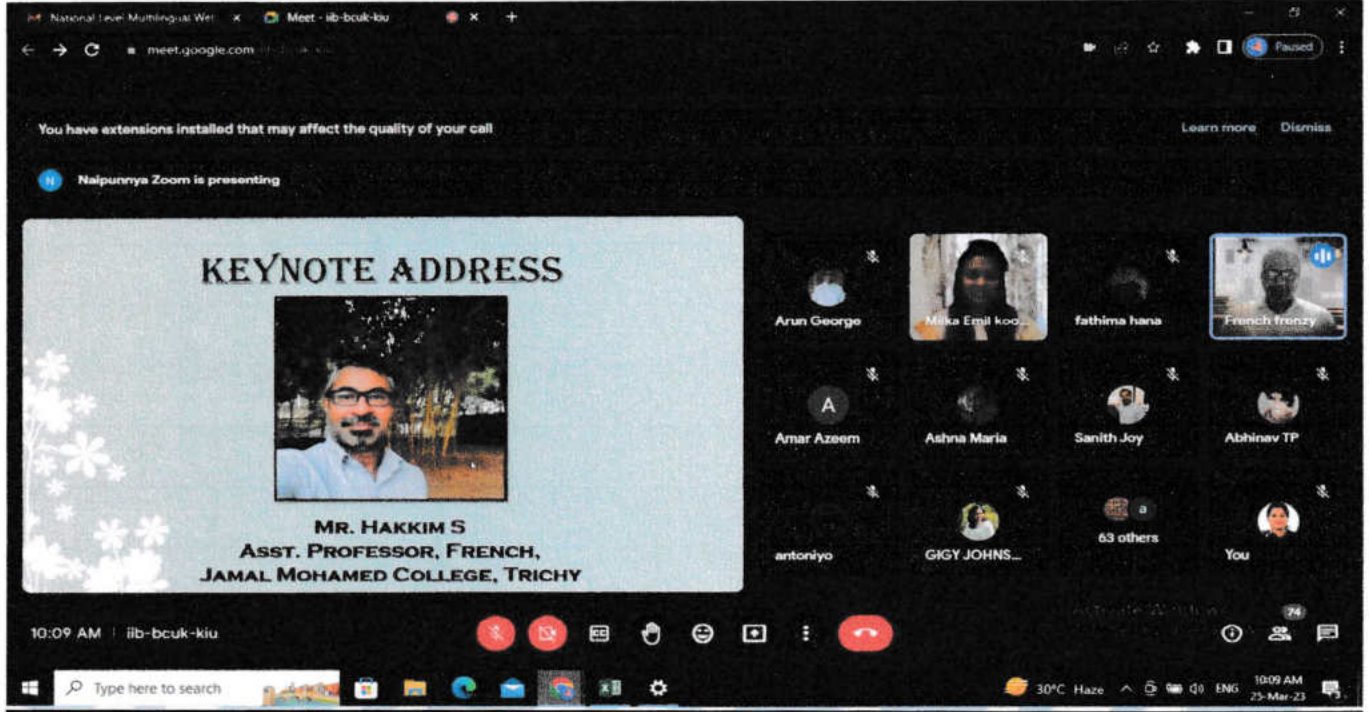 National Level Multilingual We
Meet - iib-bcuk-kiu
meet.google.com
Paused
You have extensions installed that may affect the quality of your call
Learn more Dismiss
N Naipunnya Zoom is presenting
KEYNOTE ADDRESS
MR. HAKKIM S
ASST. PROFESSOR, FRENCH,
JAMAL MOHAMED COLLEGE, TRICHY
Arun George
Milka Emil koo...
fathima hana
French frenzy
A
Amar Azeem
Ashna Maria
Sanith Joy
Abhinav TP
antoniyo
GIGY JOHNS...
a
63 others
You
10:09 AM | iib-bcuk-kiu
CC
74
Type here to search
30°C Haze
ENG
10:09 AM
25-Mar-23
3